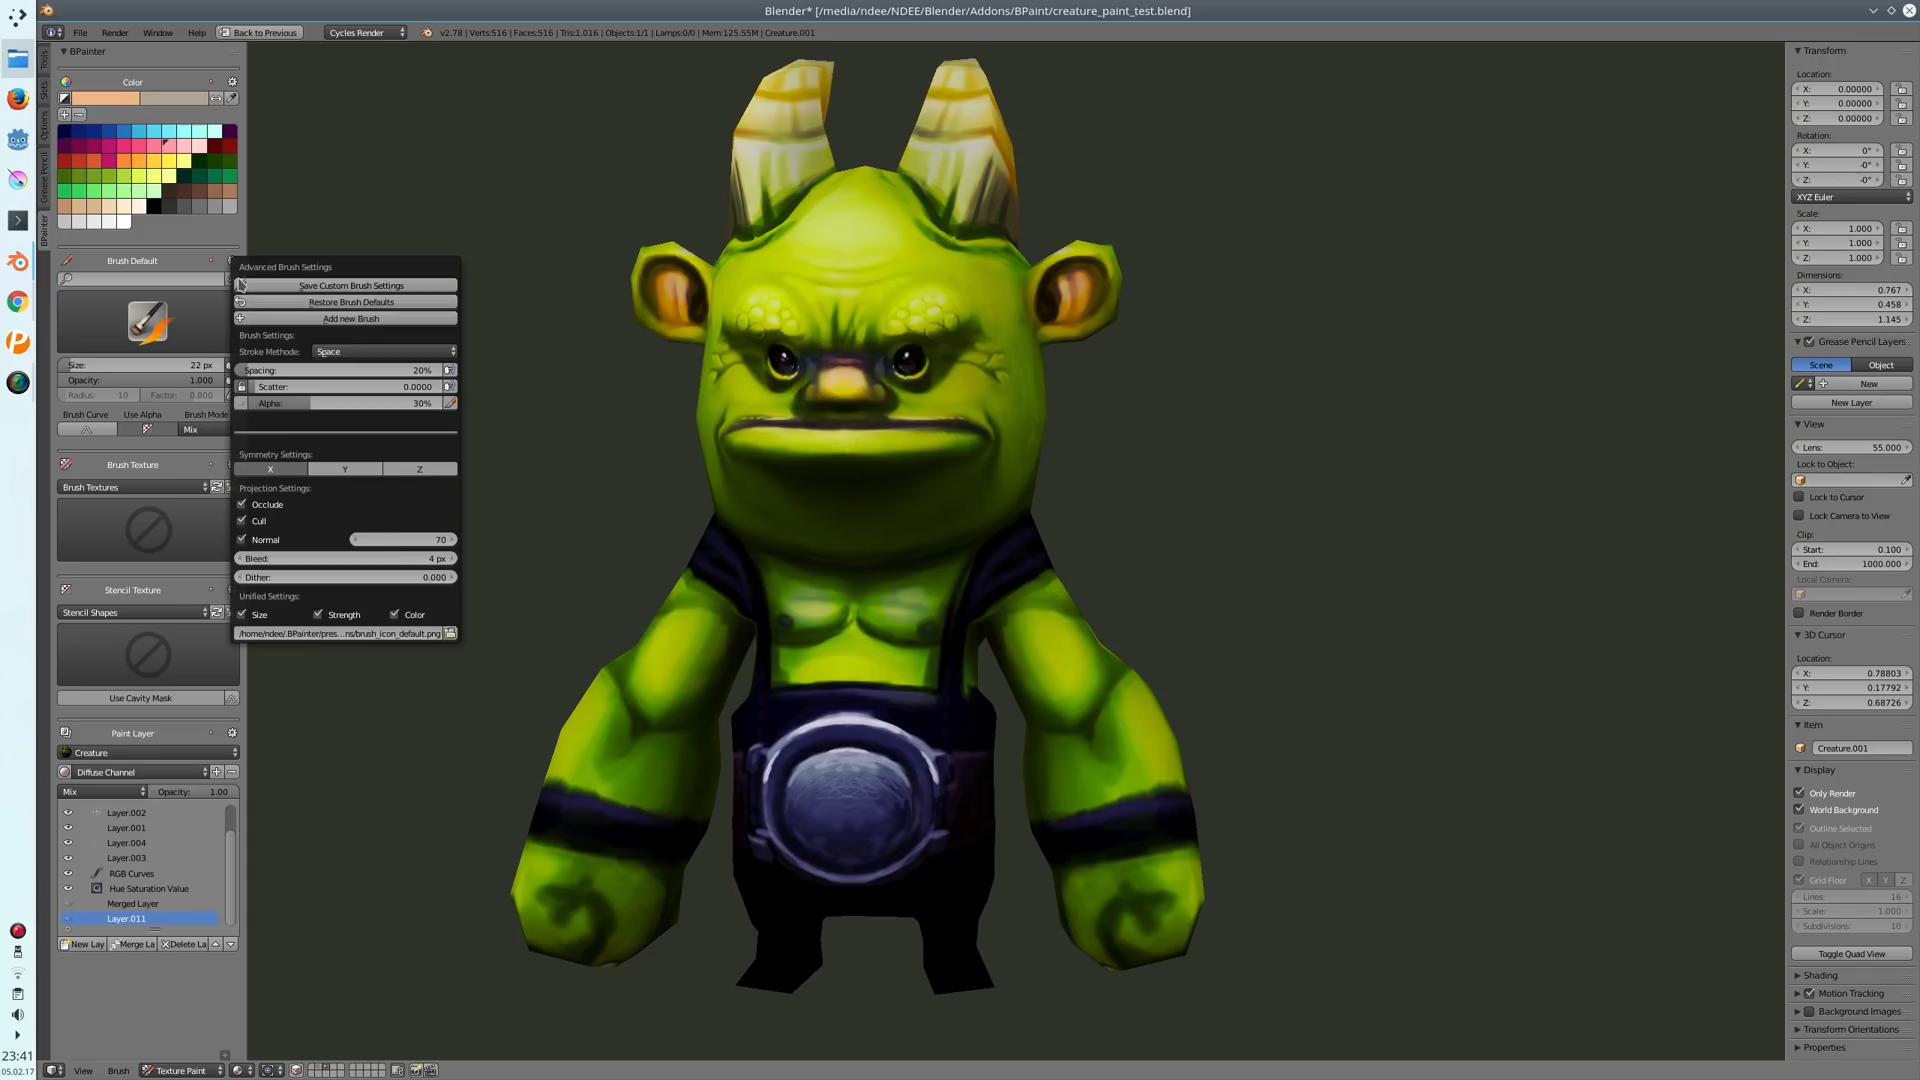 Blender* [/media/ndee/NDEE/Blender/Addons/BPaint/creature_paint_test.blend]
File Render Window Help Back to Previous Cycles Render v2.78 | Verts:516 | Faces:516 | Tris:1,016 | Objects:1/1 | Lamps:0/0 | Mem:125.55M | Creature.001
Tools
Slots
Options
Grease Pencil
BPainter
BPainter
Color
Brush Default
Size: 22 px
Opacity: 1.000
Radius: 10 Factor: 0.800
Brush Curve Use Alpha Brush Mode
Mix
Brush Texture
Brush Textures
Stencil Texture
Stencil Shapes
Use Cavity Mask
Paint Layer
Creature
Diffuse Channel
Mix Opacity: 1.00
Layer.002
Layer.001
Layer.004
Layer.003
RGB Curves
Hue Saturation Value
Merged Layer
Layer.011
New Lay Merge La Delete La
Advanced Brush Settings
Save Custom Brush Settings
Restore Brush Defaults
Add new Brush
Brush Settings:
Stroke Methode: Space
Spacing: 20%
Scatter: 0.0000
Alpha: 30%
Symmetry Settings:
X Y Z
Projection Settings:
Occlude
Cull
Normal 70
Bleed: 4 px
Dither: 0.000
Unified Settings:
Size Strength Color
/home/ndee/.BPainter/pres...ns/brush_icon_default.png
Transform
Location:
X: 0.00000
Y: 0.00000
Z: 0.00000
Rotation:
X: 0°
Y: -0°
Z: -0°
XYZ Euler
Scale:
X: 1.000
Y: 1.000
Z: 1.000
Dimensions:
X: 0.767
Y: 0.458
Z: 1.145
Grease Pencil Layers
Scene Object
New
New Layer
View
Lens: 55.000
Lock to Object:
Lock to Cursor
Lock Camera to View
Clip:
Start: 0.100
End: 1000.000
Local Camera:
Render Border
3D Cursor
Location:
X: 0.78803
Y: 0.17792
Z: 0.68726
Item
Creature.001
Display
Only Render
World Background
Outline Selected
All Object Origins
Relationship Lines
Grid Floor X Y Z
Lines: 16
Scale: 1.000
Subdivisions: 10
Toggle Quad View
Shading
Motion Tracking
Background Images
Transform Orientations
Properties
View Brush Texture Paint
23:41
05.02.17